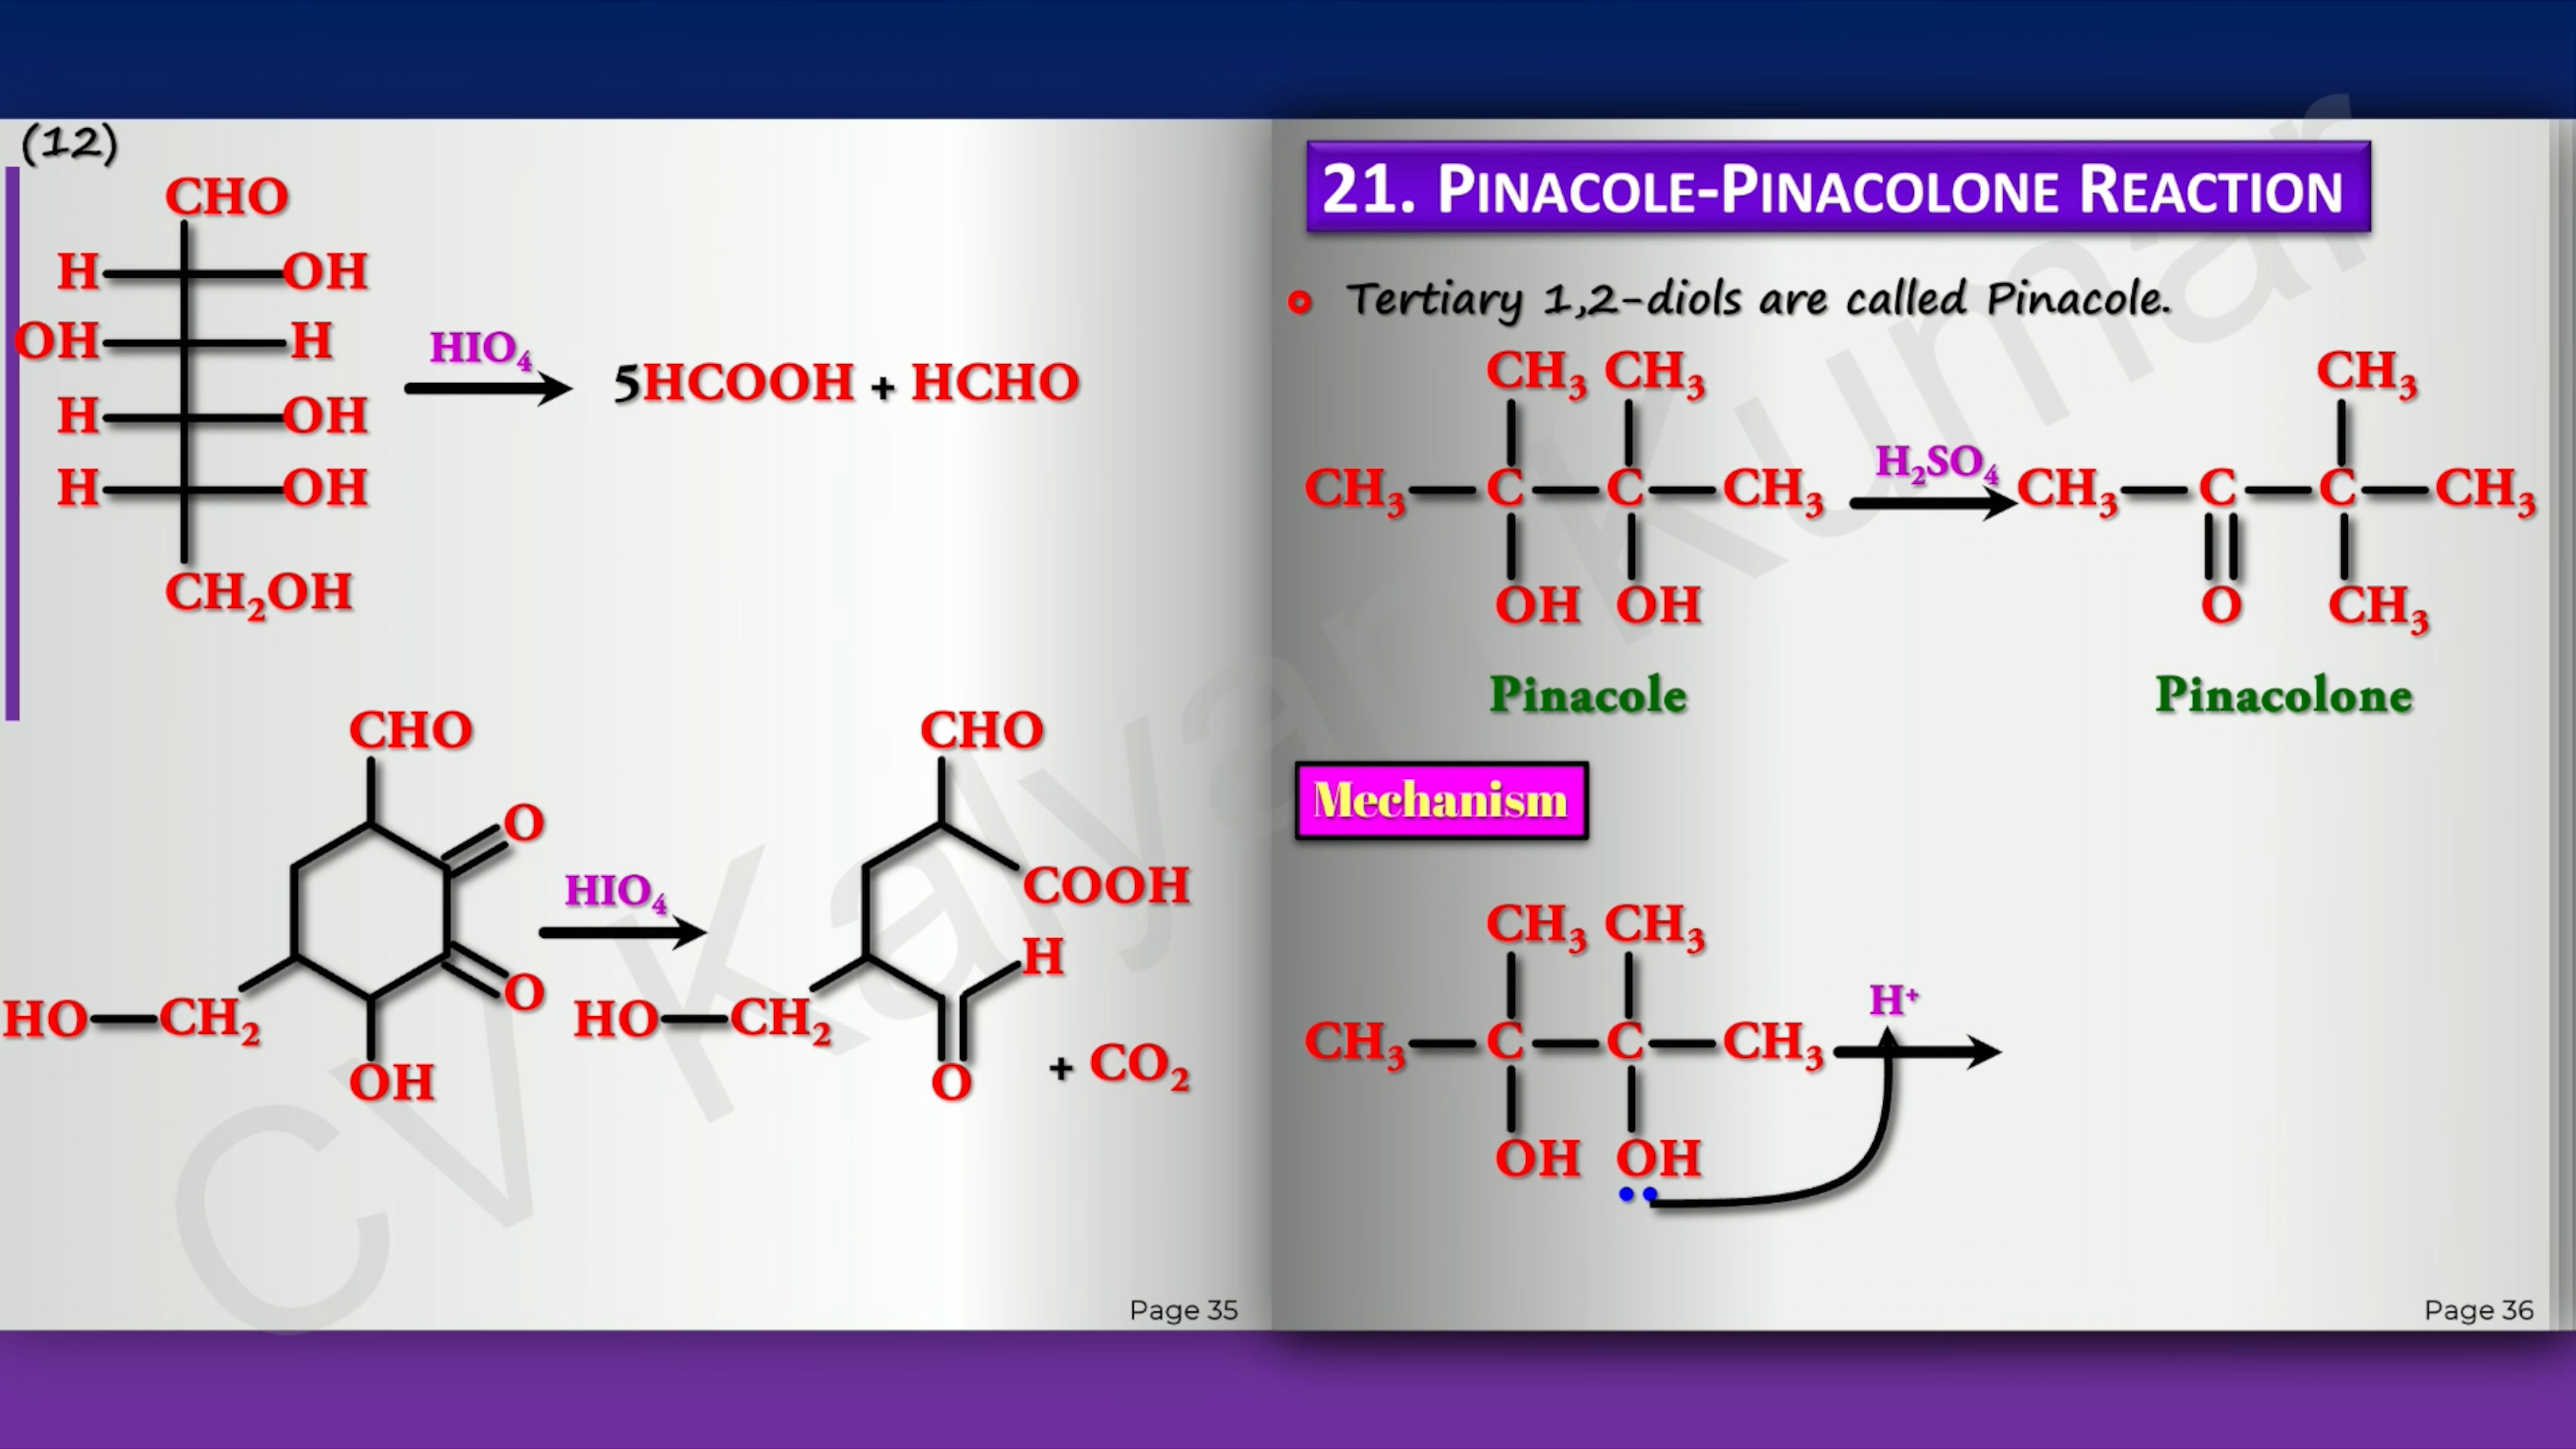 (12)
CHO
H OH
OH H
H OH
H OH
CH₂OH
HIO₄
5HCOOH + HCHO
CHO
O
O
HO CH₂
OH
HIO₄
CHO
COOH
H
HO CH₂
O
+ CO₂
Page 35
21. PINACOLE-PINACOLONE REACTION
Tertiary 1,2-diols are called Pinacole.
CH₃ CH₃
CH₃ C C CH₃
OH OH
Pinacole
H₂SO₄
CH₃
CH₃ C C CH₃
O CH₃
Pinacolone
Mechanism
CH₃ CH₃
CH₃ C C CH₃
OH OH
H⁺
Page 36
CV Kalyan Kumar